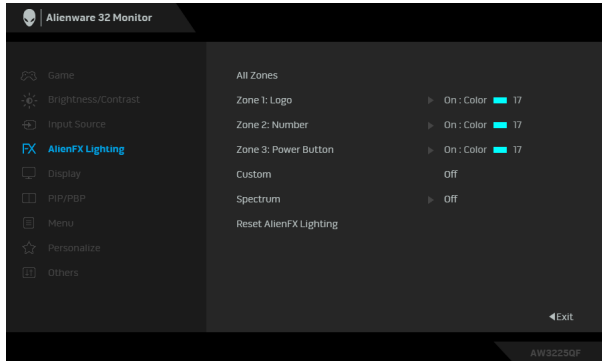 Alienware 32 Monitor
Game
Brightness/Contrast
Input Source
FX AlienFX Lighting
Display
PIP/PBP
Menu
Personalize
Others
All Zones
Zone 1: Logo On : Color 17
Zone 2: Number On : Color 17
Zone 3: Power Button On : Color 17
Custom Off
Spectrum Off
Reset AlienFX Lighting
Exit
AW3225QF